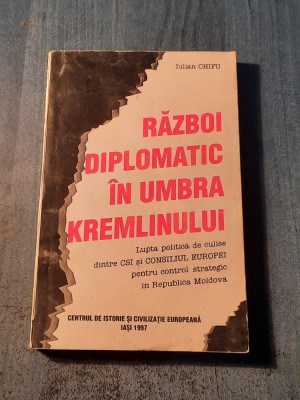 Iulian CHIFU
RĂZBOI
DIPLOMATIC
ÎN UMBRA
KREMLINULUI
Lupta politică de culise
dintre CSI și CONSILIUL EUROPEI
pentru control strategic
în Republica Moldova
CENTRUL DE ISTORIE ȘI CIVILIZAȚIE EUROPEANĂ
IAȘI 1997